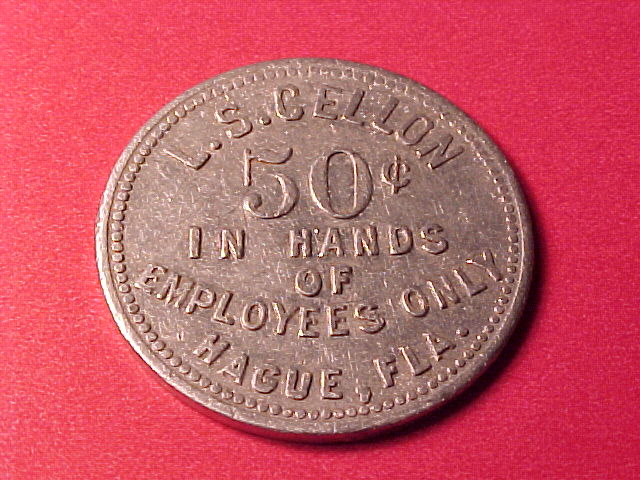 L.S.CELLON
50¢
IN HANDS
OF
EMPLOYEES ONLY
HAGUE, FLA.